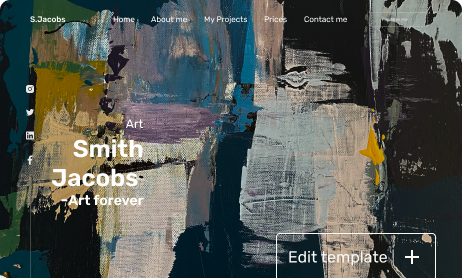 S.Jacobs
Home
About me
My Projects
Prices
Contact me
Art
Smith
Jacobs
-Art forever
Edit template +